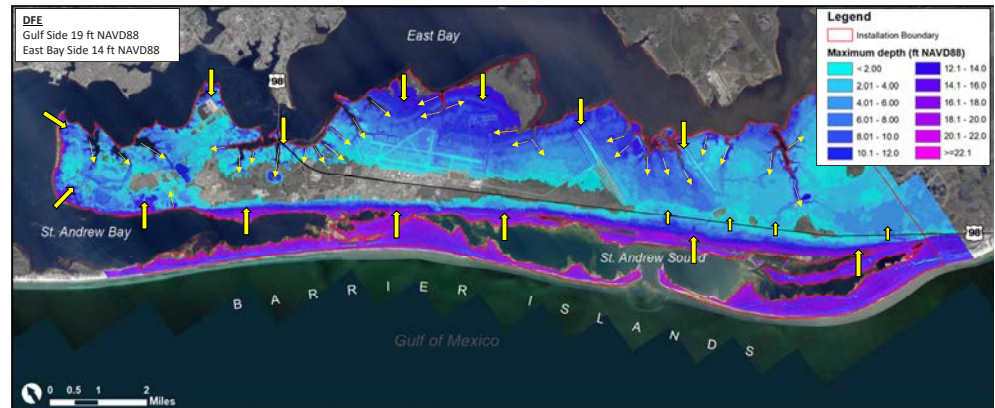 DFE
Gulf Side 19 ft NAVD88
East Bay Side 14 ft NAVD88
East Bay
98
St. Andrew Bay
St. Andrew Sound
98
BARRIER ISLANDS
Gulf of Mexico
0 0.5 1 2
Miles
Legend
Installation Boundary
Maximum depth (ft NAVD88)
< 2.00
2.01 - 4.00
4.01 - 6.00
6.01 - 8.00
8.01 - 10.0
10.1 - 12.0
12.1 - 14.0
14.1 - 16.0
16.1 - 18.0
18.1 - 20.0
20.1 - 22.0
>=22.1